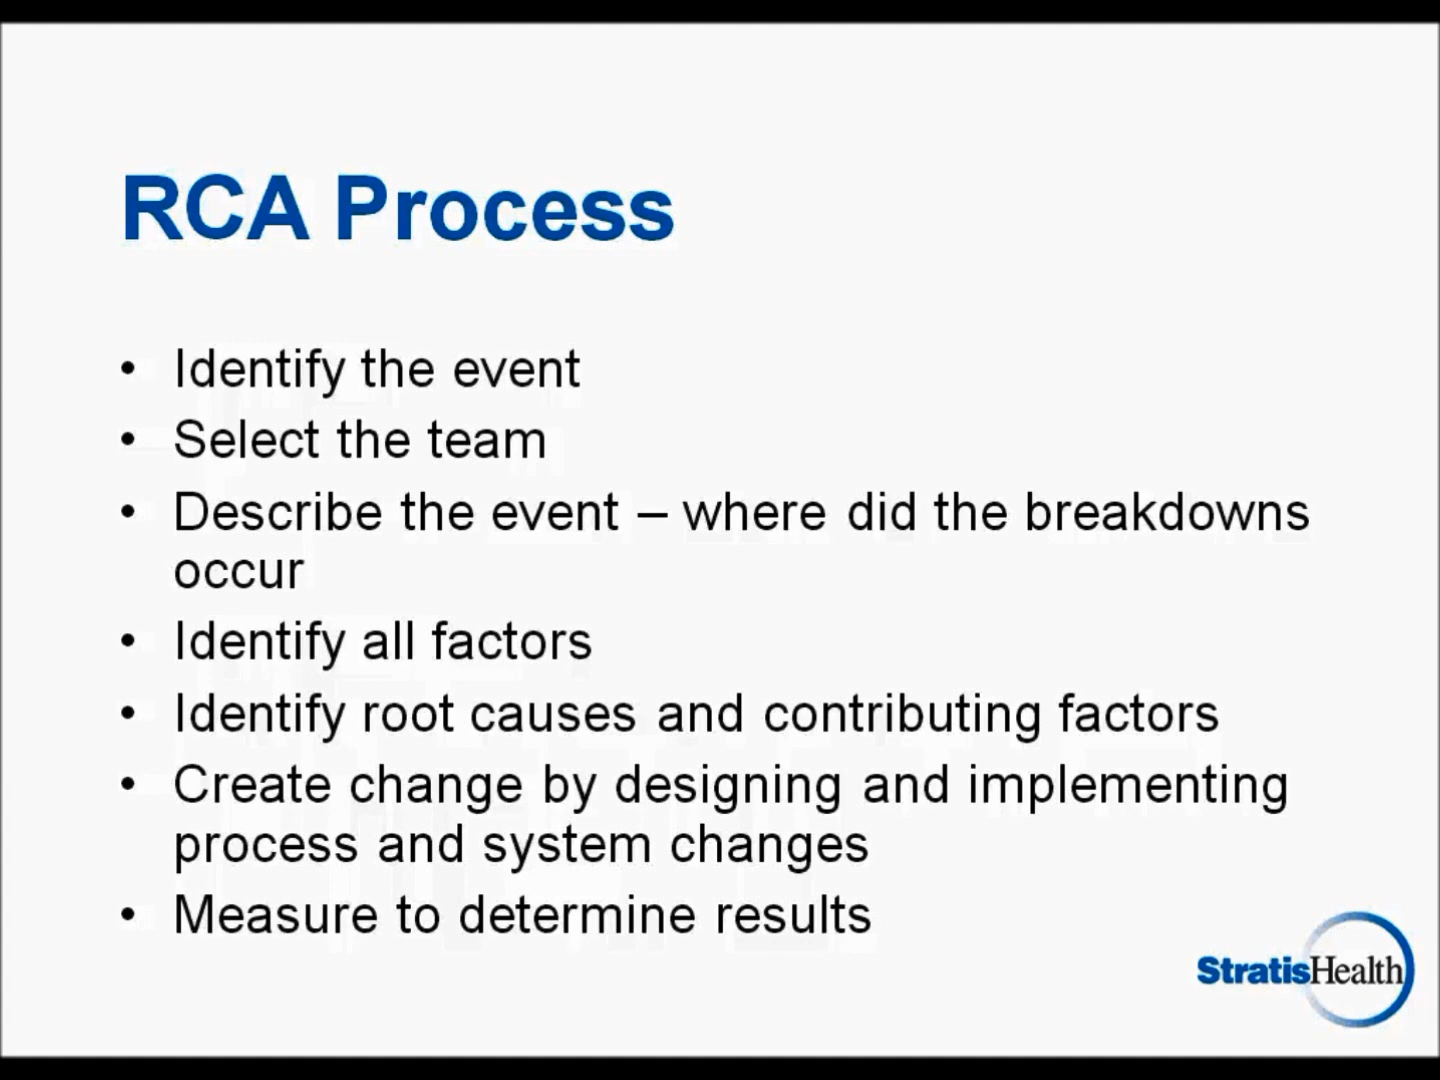 RCA Process
• Identify the event
• Select the team
• Describe the event – where did the breakdowns
occur
• Identify all factors
• Identify root causes and contributing factors
• Create change by designing and implementing
process and system changes
• Measure to determine results
StratisHealth